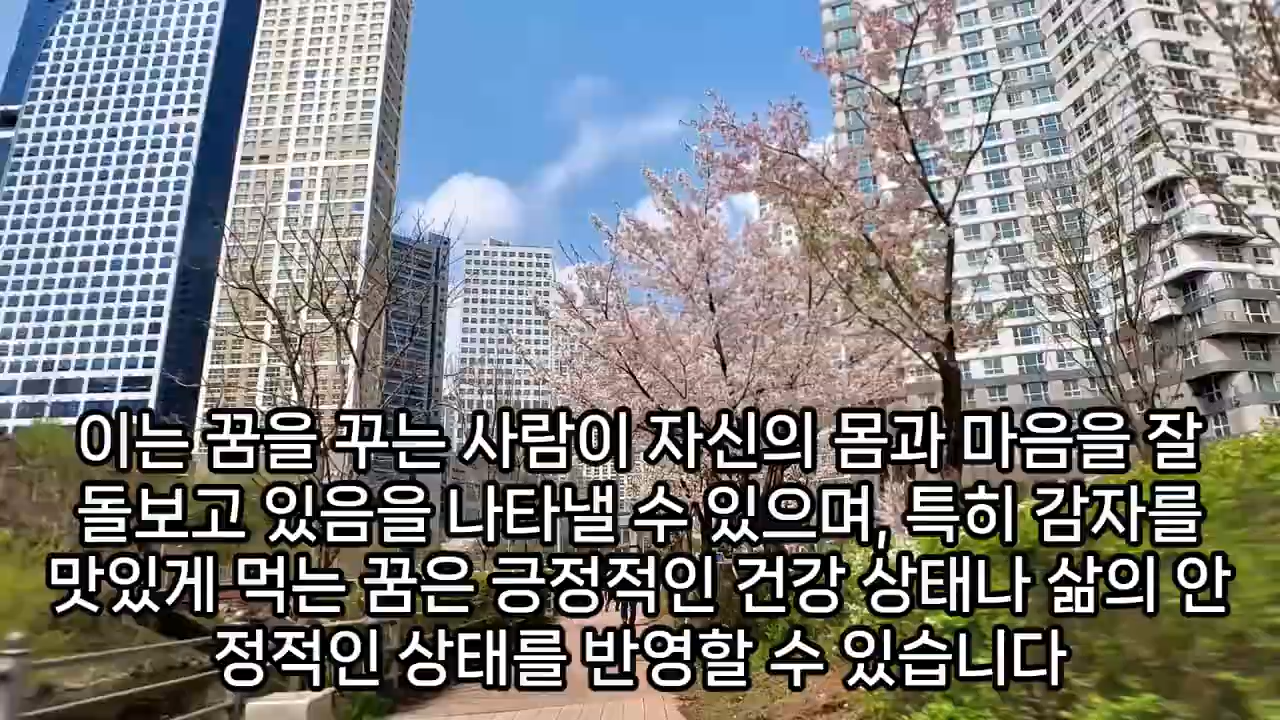 이는 꿈을 꾸는 사람이 자신의 몸과 마음을 잘
돌보고 있음을 나타낼 수 있으며, 특히 감자를
맛있게 먹는 꿈은 긍정적인 건강 상태나 삶의 안
정적인 상태를 반영할 수 있습니다